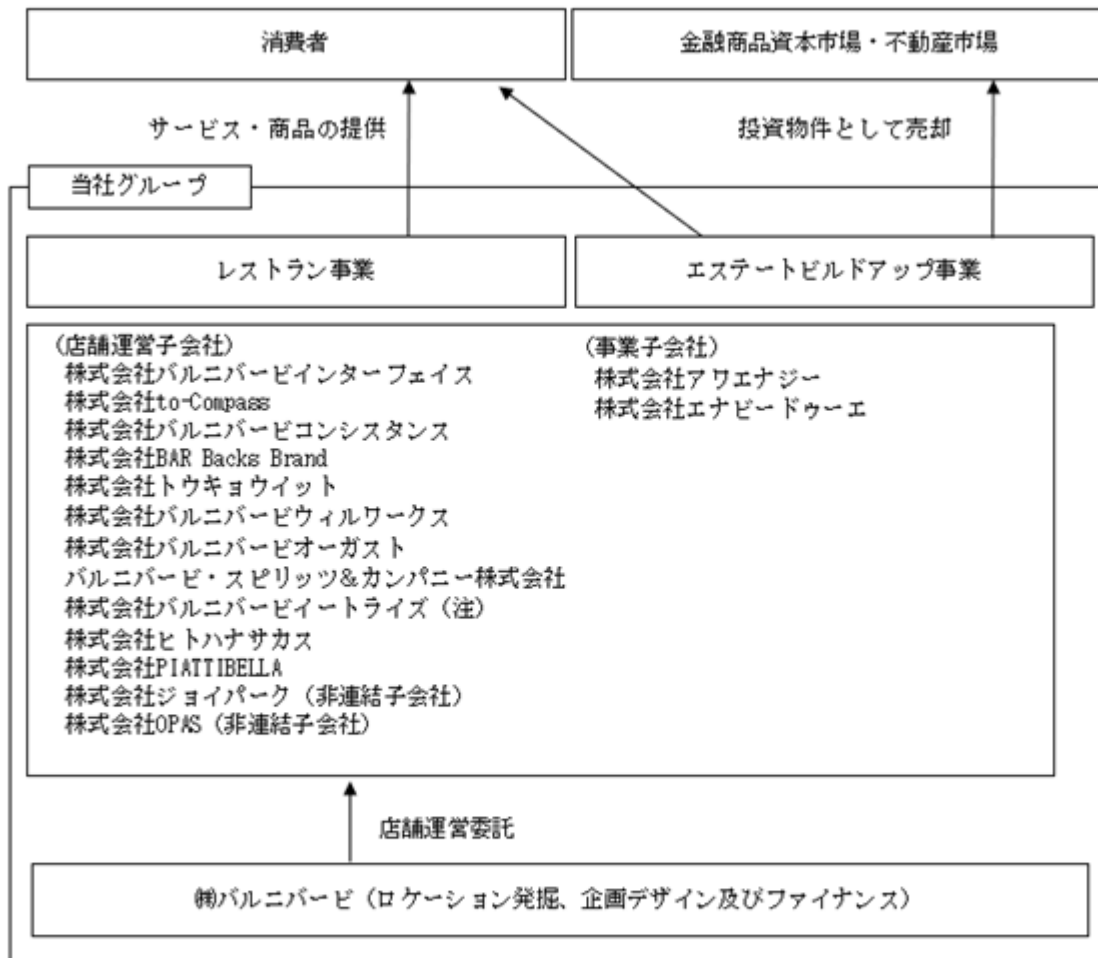 消費者
金融商品資本市場・不動産市場
サービス・商品の提供
投資物件として売却
当社グループ
レストラン事業
エステートビルドアップ事業
(店舗運営子会社)
株式会社バルニバービインターフェイス
株式会社to-Compass
株式会社バルニバービコンシスタンス
株式会社BAR Backs Brand
株式会社トウキョウイット
株式会社バルニバービウィルワークス
株式会社バルニバービオーガスト
バルニバービ・スピリッツ&カンパニー株式会社
株式会社バルニバービイートライズ(注)
株式会社ヒトハナサカス
株式会社PIATTIBELLA
株式会社ジョイパーク(非連結子会社)
株式会社OPAS(非連結子会社)
(事業子会社)
株式会社アワエナジー
株式会社エナビードゥーエ
店舗運営委託
㈱バルニバービ(ロケーション発掘、企画デザイン及びファイナンス)